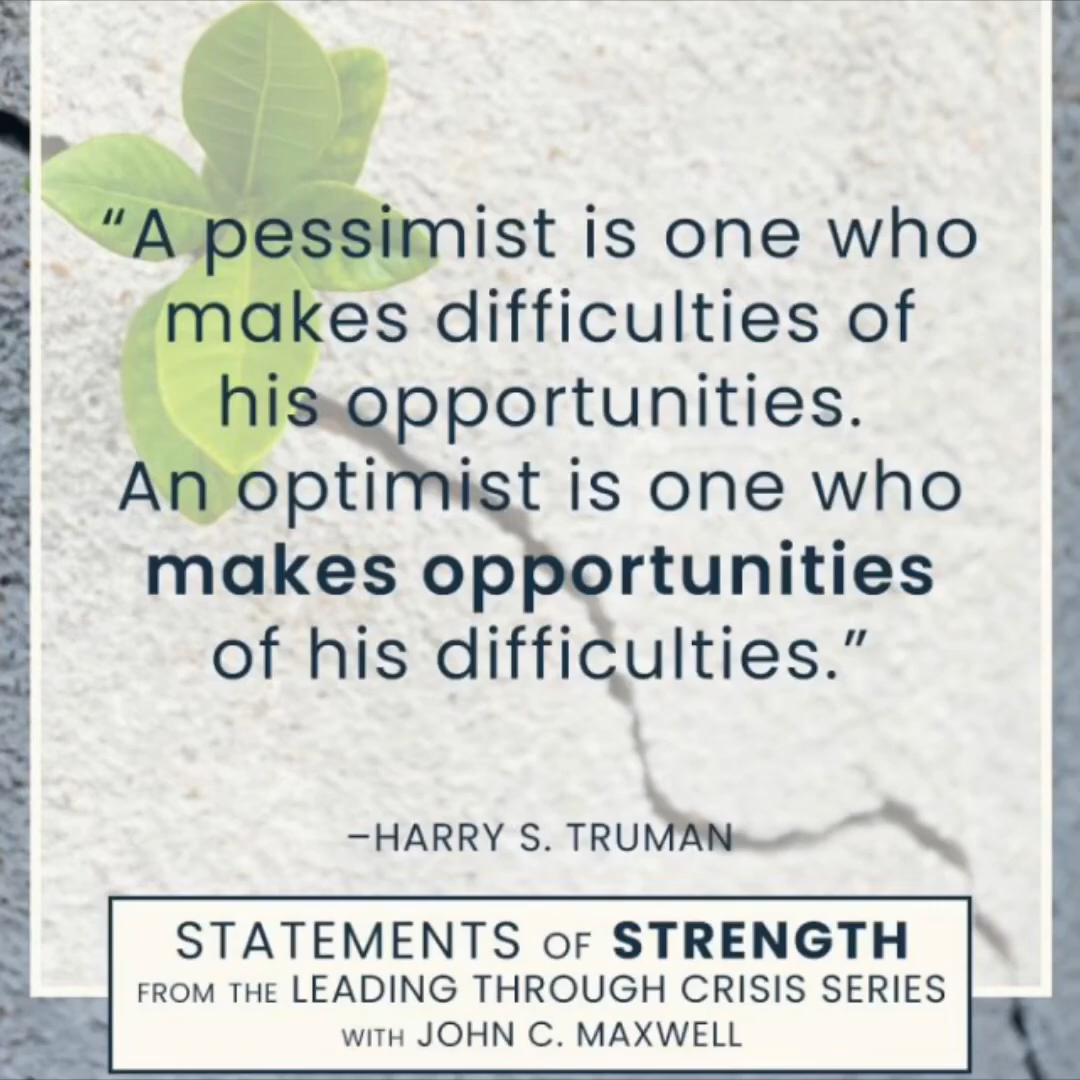 “A pessimist is one who
makes difficulties of
his opportunities.
An optimist is one who
makes opportunities
of his difficulties.”
–HARRY S. TRUMAN
STATEMENTS OF STRENGTH
FROM THE LEADING THROUGH CRISIS SERIES
WITH JOHN C. MAXWELL